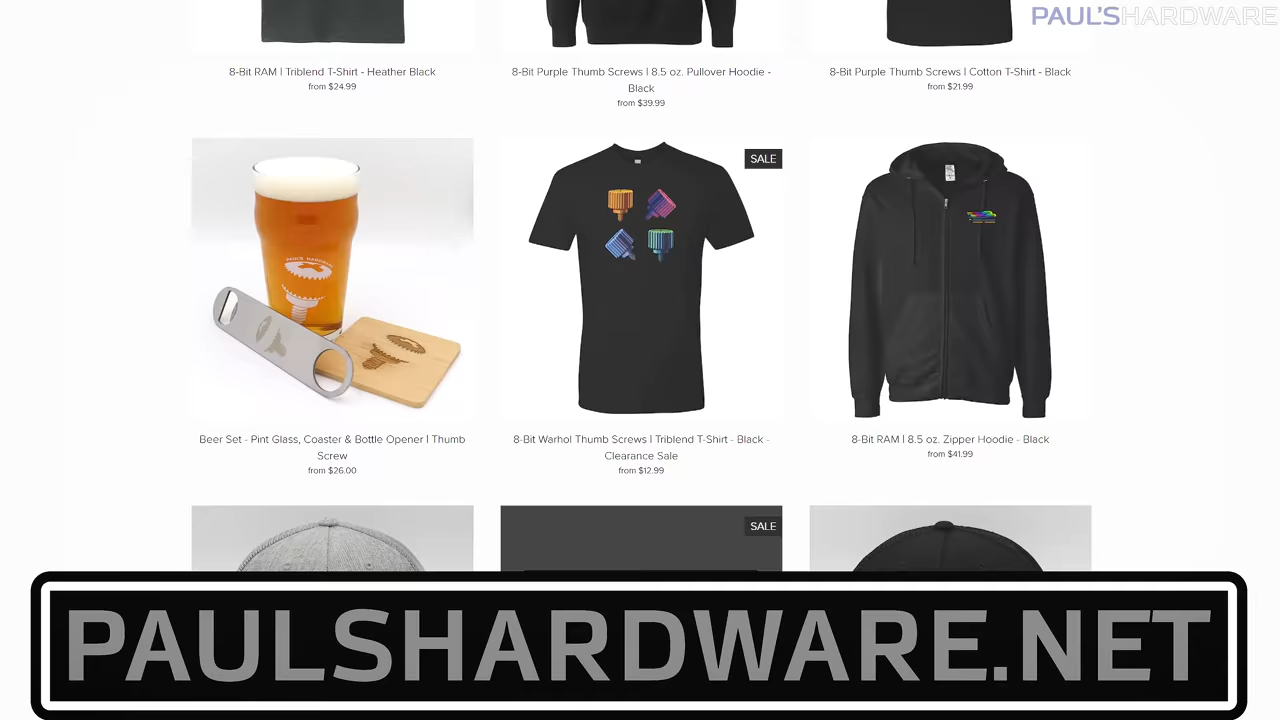 PAUL'SHARDWARE
8-Bit RAM | Triblend T-Shirt - Heather Black
from $24.99
8-Bit Purple Thumb Screws | 8.5 oz. Pullover Hoodie -
Black
from $39.99
8-Bit Purple Thumb Screws | Cotton T-Shirt - Black
from $21.99
PAUL'S HARDWARE
SALE
Beer Set - Pint Glass, Coaster & Bottle Opener | Thumb
Screw
from $26.00
8-Bit Warhol Thumb Screws | Triblend T-Shirt - Black -
Clearance Sale
from $12.99
8-Bit RAM | 8.5 oz. Zipper Hoodie - Black
from $41.99
SALE
PAULSHARDWARE.NET